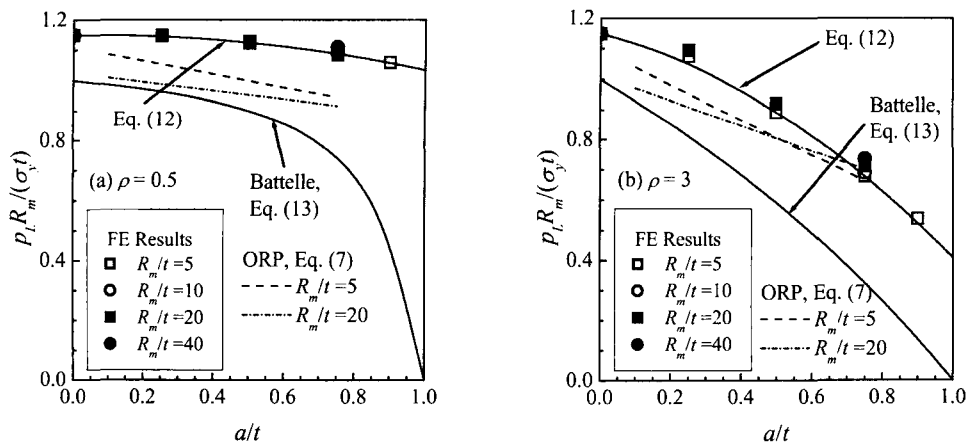 1.2
0.8
0.4
0.0
p_L R_m/(σ_y t)
Eq. (12)
(a) ρ = 0.5
Battelle,
Eq. (13)
FE Results
R_m/t=5
R_m/t=10
R_m/t=20
R_m/t=40
ORP, Eq. (7)
R_m/t=5
R_m/t=20
0.0 0.2 0.4 0.6 0.8 1.0
a/t
1.2
0.8
0.4
0.0
p_L R_m/(σ_y t)
Eq. (12)
Battelle,
Eq. (13)
(b) ρ = 3
FE Results
R_m/t=5
R_m/t=10
R_m/t=20
R_m/t=40
ORP, Eq. (7)
R_m/t=5
R_m/t=20
0.0 0.2 0.4 0.6 0.8 1.0
a/t